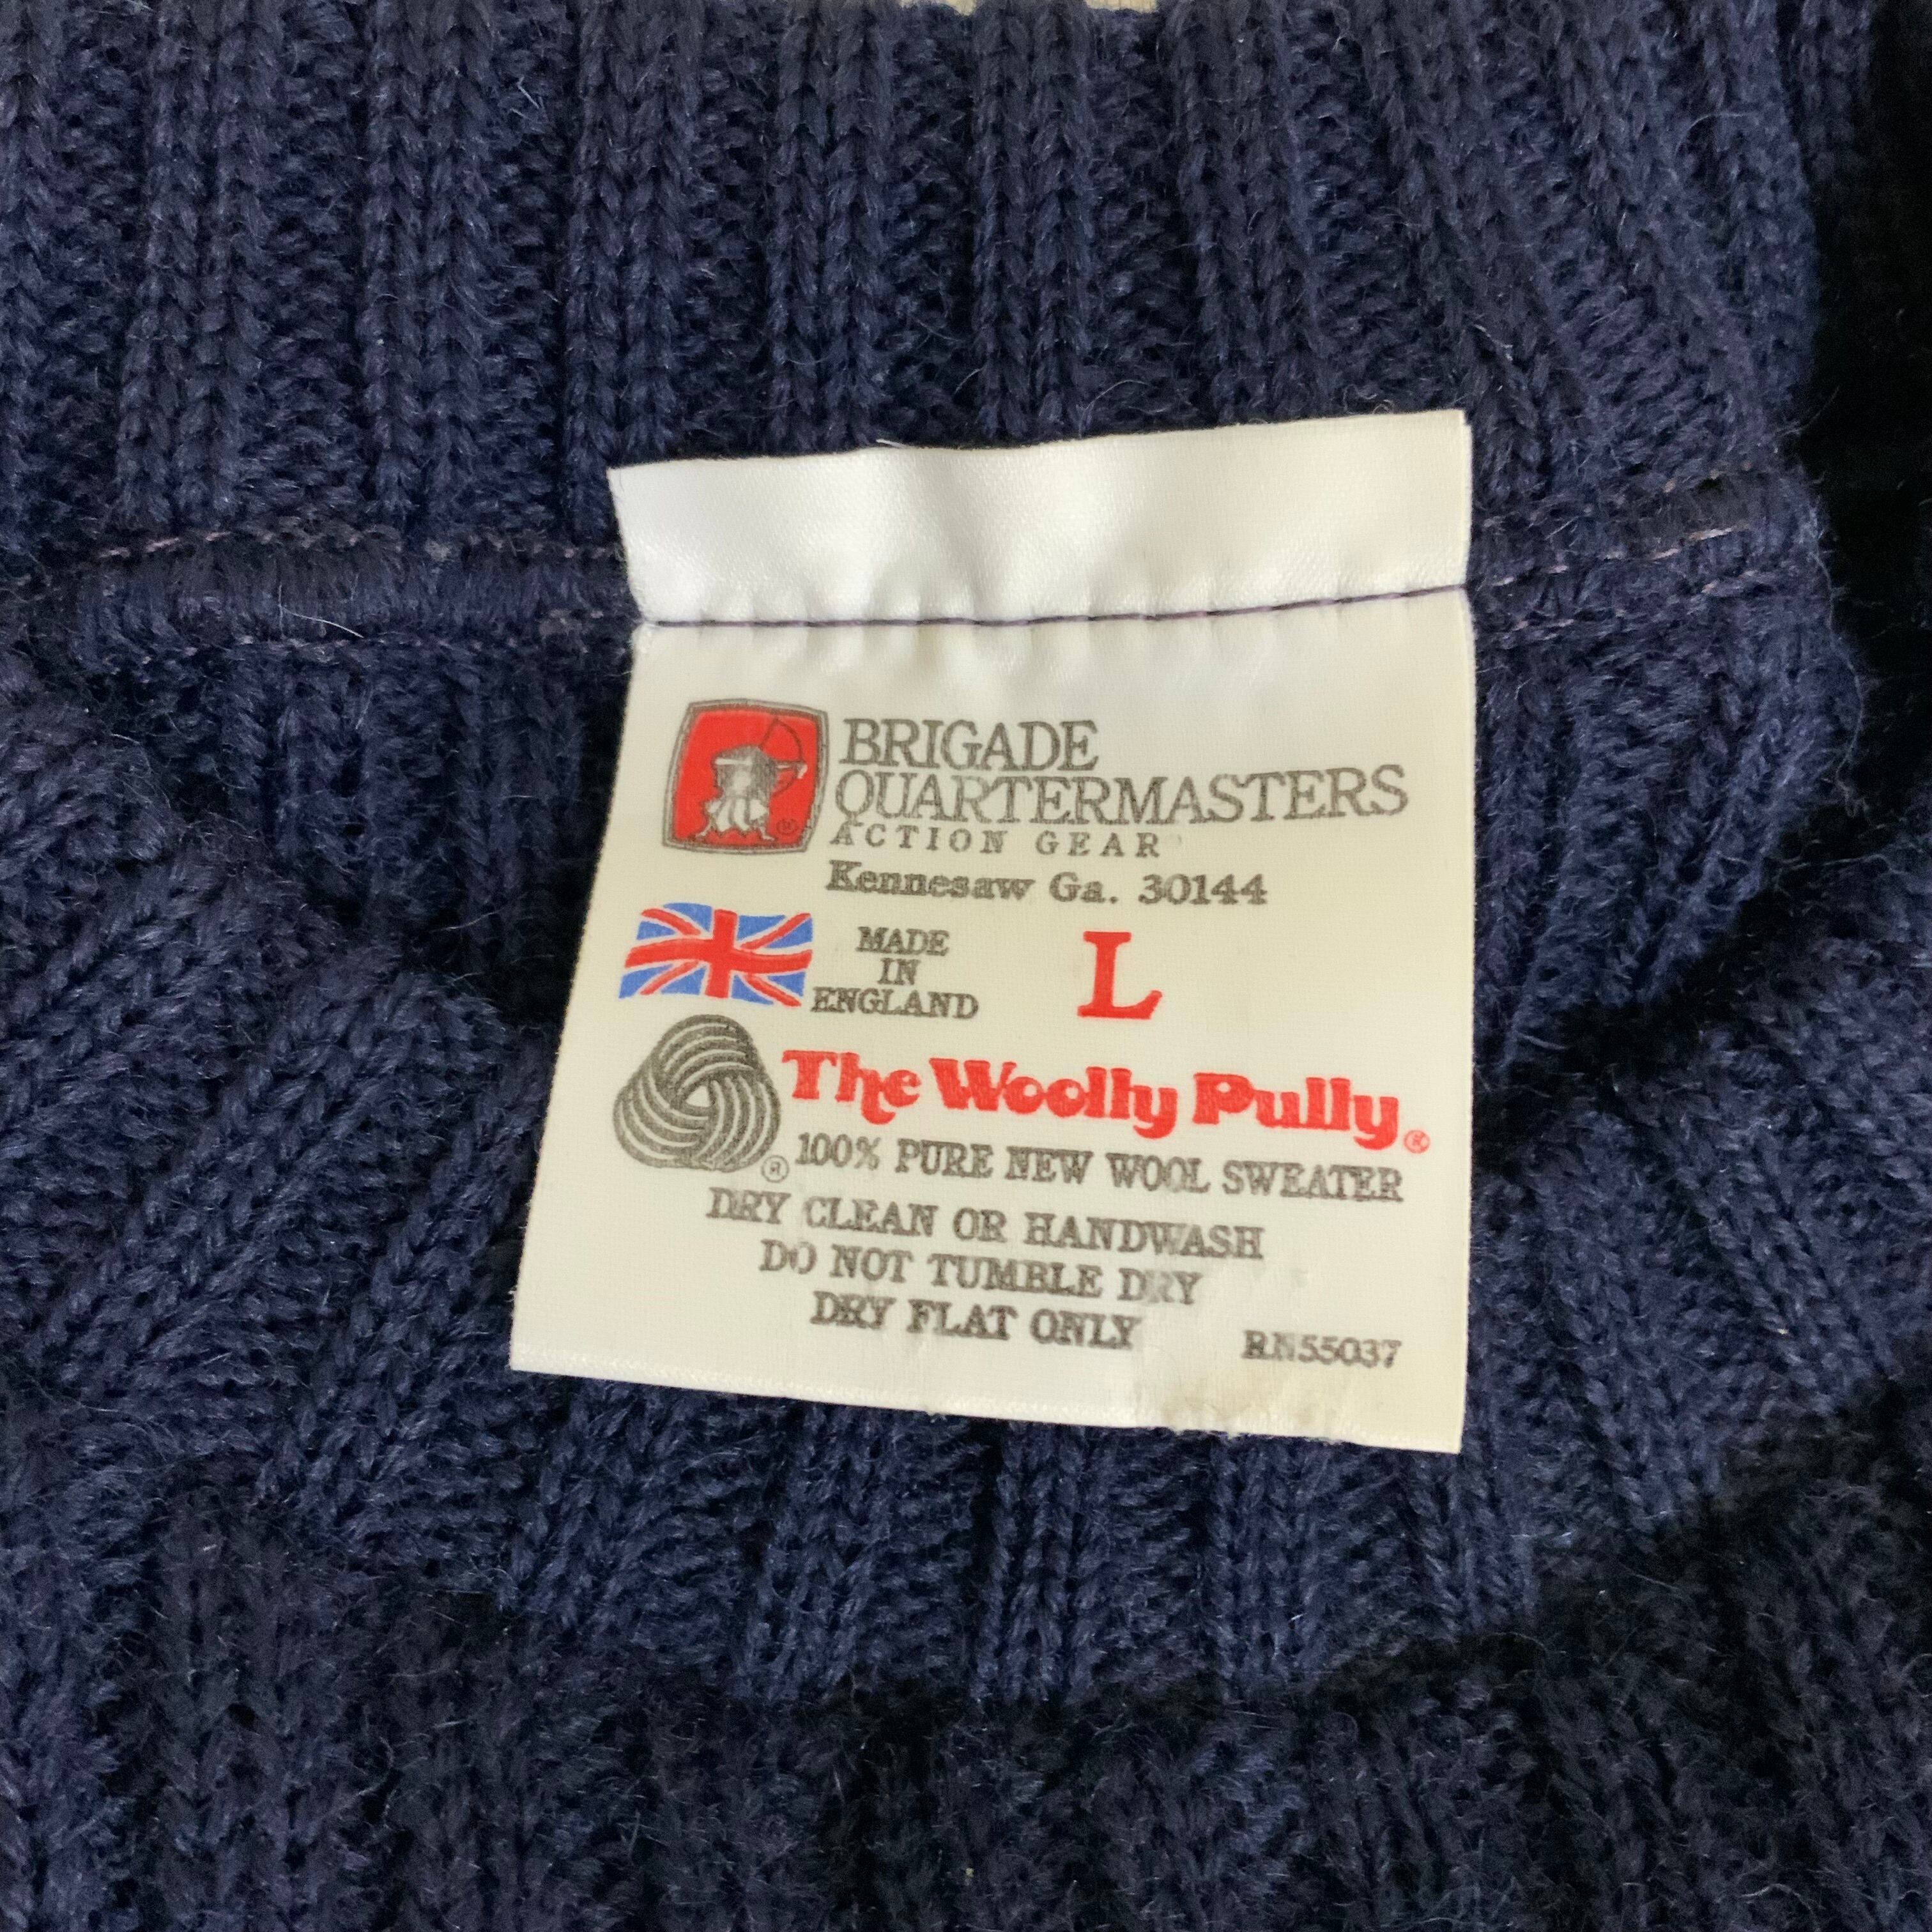 BRIGADE
QUARTERMASTERS
ACTION GEAR
Kennesaw Ga. 30144
MADE
IN
ENGLAND
L
The Woolly Pully®
® 100% PURE NEW WOOL SWEATER
DRY CLEAN OR HANDWASH
DO NOT TUMBLE DRY
DRY FLAT ONLY
RN55037